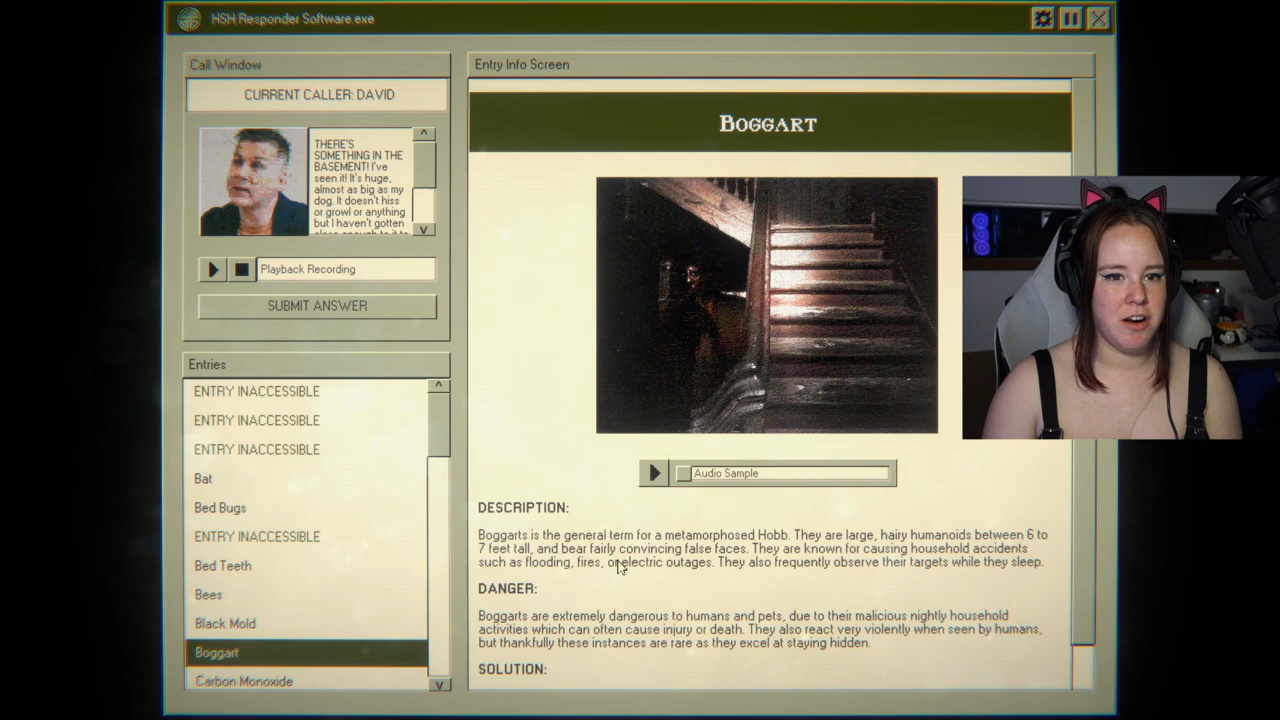 HSH Responder Software.exe
Call Window
CURRENT CALLER: DAVID
THERE'S
SOMETHING IN THE
BASEMENT! I've
seen it! It's huge,
almost as big as my
dog. It doesn't hiss
or growl or anything
but I haven't gotten
Playback Recording
SUBMIT ANSWER
Entries
ENTRY INACCESSIBLE
ENTRY INACCESSIBLE
ENTRY INACCESSIBLE
Bat
Bed Bugs
ENTRY INACCESSIBLE
Bed Teeth
Bees
Black Mold
Boggart
Carbon Monoxide
Entry Info Screen
BOGGART
Audio Sample
DESCRIPTION:
Boggarts is the general term for a metamorphosed Hobb. They are large, hairy humanoids between 6 to
7 feet tall, and bear fairly convincing false faces. They are known for causing household accidents
such as flooding, fires, or electric outages. They also frequently observe their targets while they sleep.
DANGER:
Boggarts are extremely dangerous to humans and pets, due to their malicious nightly household
activities which can often cause injury or death. They also react very violently when seen by humans,
but thankfully these instances are rare as they excel at staying hidden.
SOLUTION: